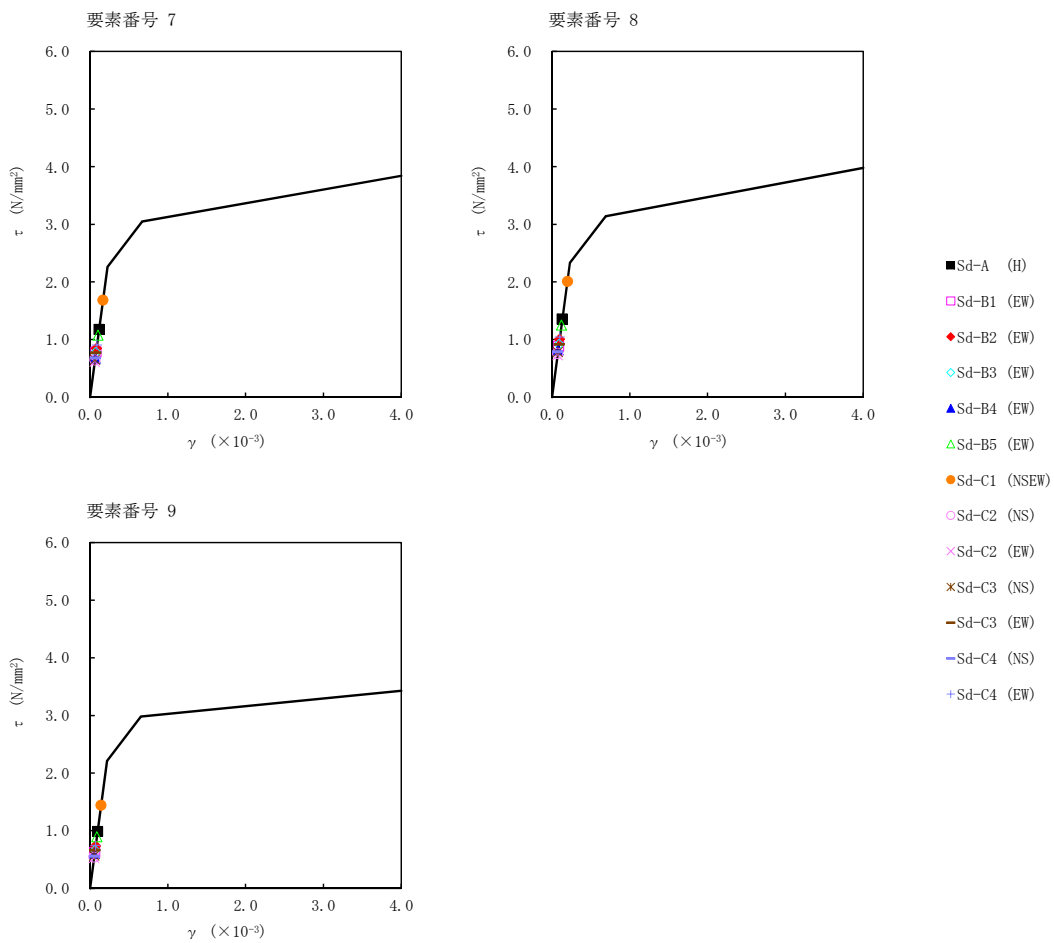 要素番号 7
6.0
5.0
4.0
3.0
2.0
1.0
0.0
τ (N/mm²)
0.0 1.0 2.0 3.0 4.0
γ (×10⁻³)
要素番号 8
6.0
5.0
4.0
3.0
2.0
1.0
0.0
τ (N/mm²)
0.0 1.0 2.0 3.0 4.0
γ (×10⁻³)
要素番号 9
6.0
5.0
4.0
3.0
2.0
1.0
0.0
τ (N/mm²)
0.0 1.0 2.0 3.0 4.0
γ (×10⁻³)
Sd-A (H)
Sd-B1 (EW)
Sd-B2 (EW)
Sd-B3 (EW)
Sd-B4 (EW)
Sd-B5 (EW)
Sd-C1 (NSEW)
Sd-C2 (NS)
Sd-C2 (EW)
Sd-C3 (NS)
Sd-C3 (EW)
Sd-C4 (NS)
Sd-C4 (EW)